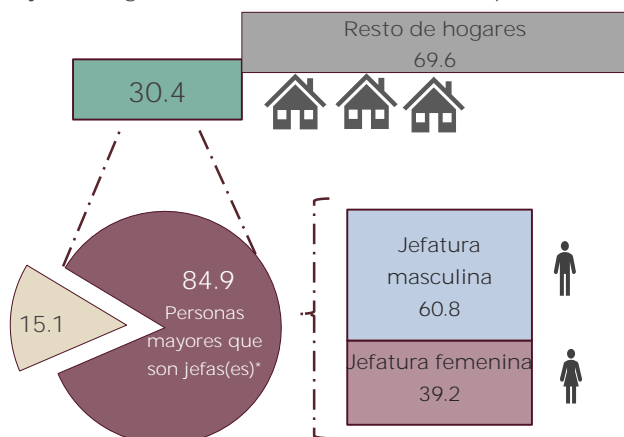 Resto de hogares
69.6
30.4
84.9
Personas
mayores que
son jefas(es)*
15.1
Jefatura
masculina
60.8
Jefatura femenina
39.2